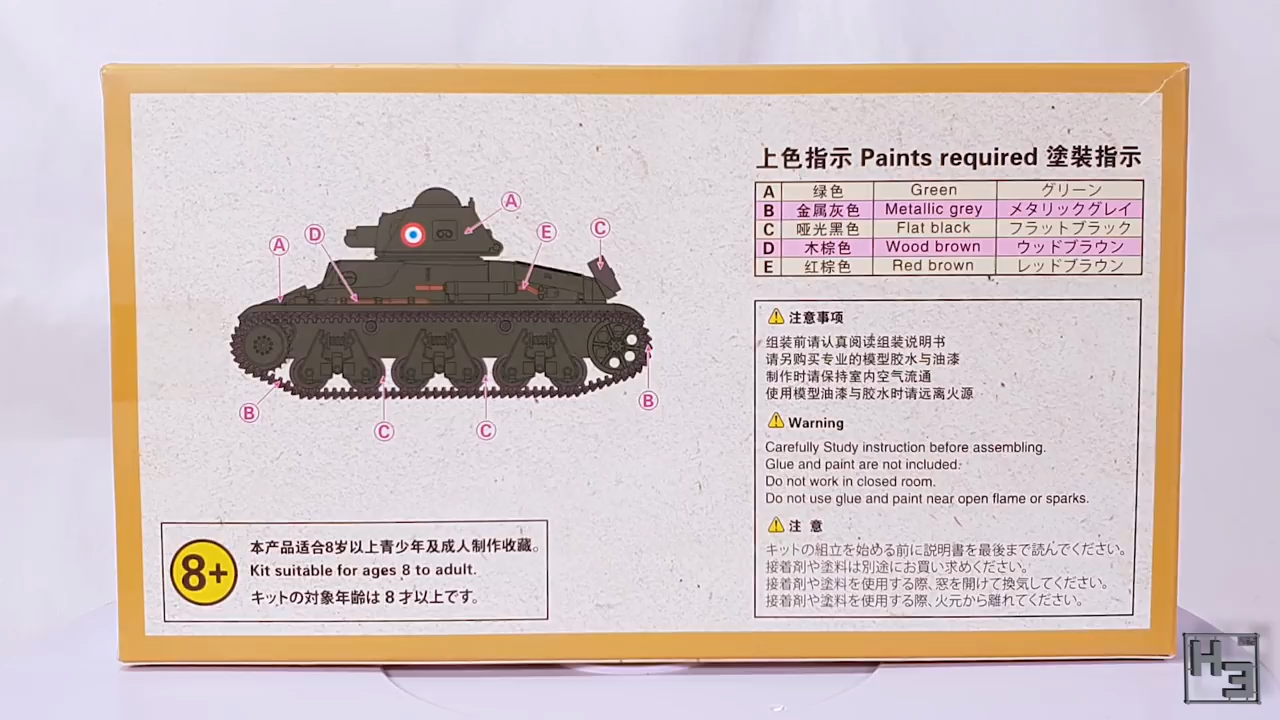 上色指示 Paints required 塗裝指示
A 绿色 Green グリーン
B 金属灰色 Metallic grey メタリックグレイ
C 哑光黑色 Flat black フラットブラック
D 木棕色 Wood brown ウッドブラウン
E 红棕色 Red brown レッドブラウン
A
D
A
E
C
B
C
C
B
注意事项
组装前请认真阅读组装说明书
请另购买专业的模型胶水与油漆
制作时请保持室内空气流通
使用模型油漆与胶水时请远离火源
Warning
Carefully Study instruction before assembling.
Glue and paint are not included.
Do not work in closed room.
Do not use glue and paint near open flame or sparks.
注 意
キットの組立を始める前に説明書を最後まで読んでください。
接着剤や塗料は別途にお買い求めください。
接着剤や塗料を使用する際、窓を開けて換気してください。
接着剤や塗料を使用する際、火元から離れてください。
8+
本产品适合8岁以上青少年及成人制作收藏。
Kit suitable for ages 8 to adult.
キットの対象年齢は 8 才以上です。
H3